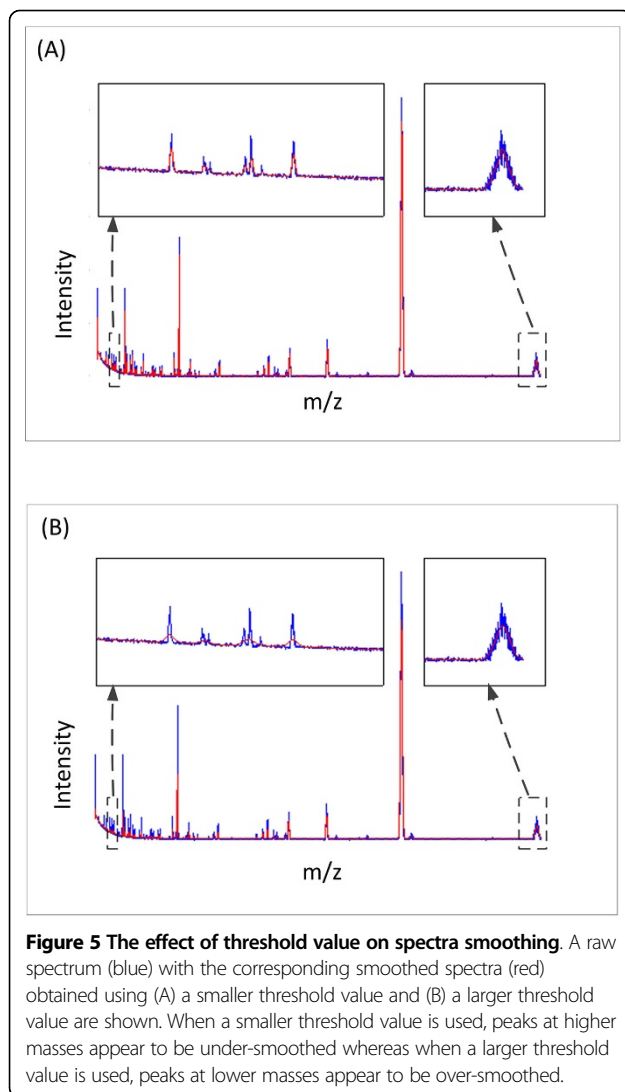 (A)
Intensity
m/z
(B)
Intensity
m/z
Figure 5 The effect of threshold value on spectra smoothing. A raw
spectrum (blue) with the corresponding smoothed spectra (red)
obtained using (A) a smaller threshold value and (B) a larger threshold
value are shown. When a smaller threshold value is used, peaks at higher
masses appear to be under-smoothed whereas when a larger threshold
value is used, peaks at lower masses appear to be over-smoothed.